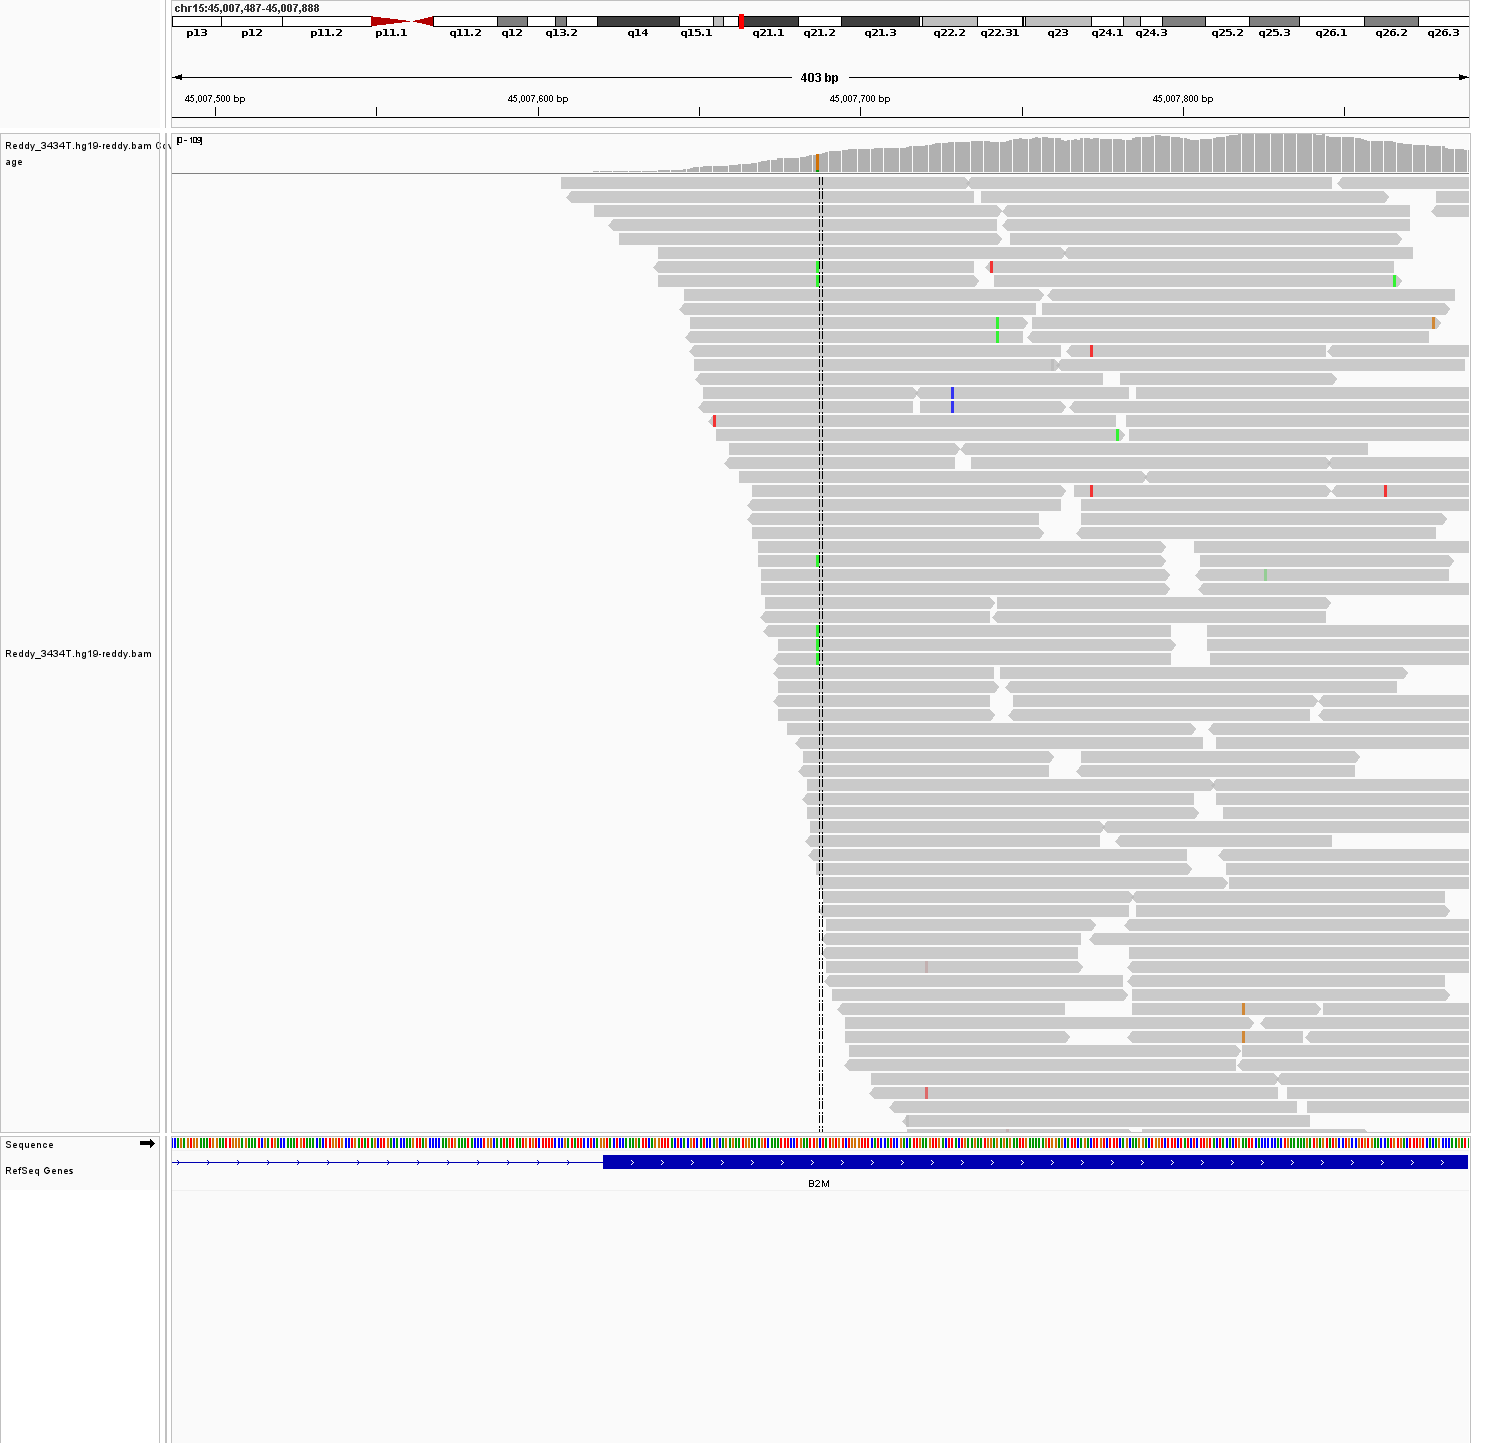 chr15:45,007,487-45,007,888
p13 p12 p11.2 p11.1 q11.2 q12 q13.2 q14 q15.1 q21.1 q21.2 q21.3 q22.2 q22.31 q23 q24.1 q24.3 q25.2 q25.3 q26.1 q26.2 q26.3
403 bp
45,007,500 bp 45,007,600 bp 45,007,700 bp 45,007,800 bp
Reddy_3434T.hg19-reddy.bam Cov
age
[0 - 109]
Reddy_3434T.hg19-reddy.bam
Sequence
RefSeq Genes
B2M